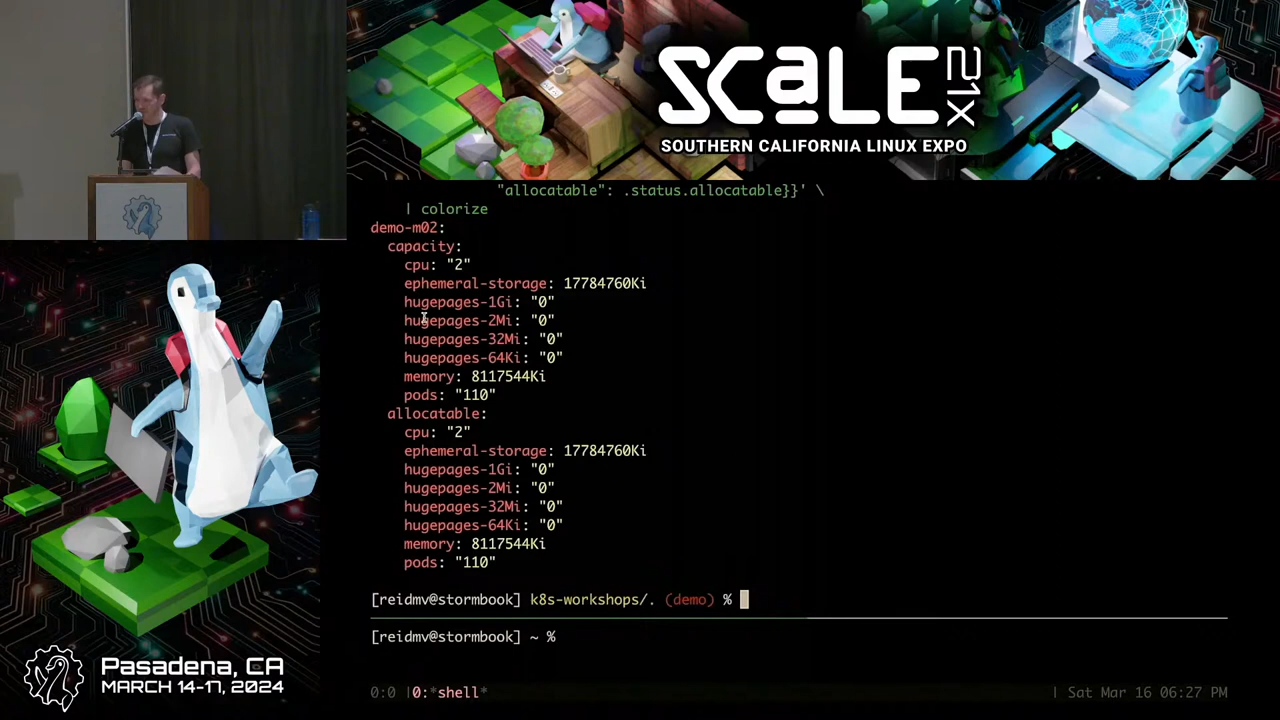 SCALE 21X
SOUTHERN CALIFORNIA LINUX EXPO
"allocatable": .status.allocatable}}' \
| colorize
demo-m02:
capacity:
cpu: "2"
ephemeral-storage: 17784760Ki
hugepages-1Gi: "0"
hugepages-2Mi: "0"
hugepages-32Mi: "0"
hugepages-64Ki: "0"
memory: 8117544Ki
pods: "110"
allocatable:
cpu: "2"
ephemeral-storage: 17784760Ki
hugepages-1Gi: "0"
hugepages-2Mi: "0"
hugepages-32Mi: "0"
hugepages-64Ki: "0"
memory: 8117544Ki
pods: "110"
[reidmv@stormbook] k8s-workshops/. (demo) %
[reidmv@stormbook] ~ %
0:0 |0:*shell* | Sat Mar 16 06:27 PM
Pasadena, CA
MARCH 14-17, 2024